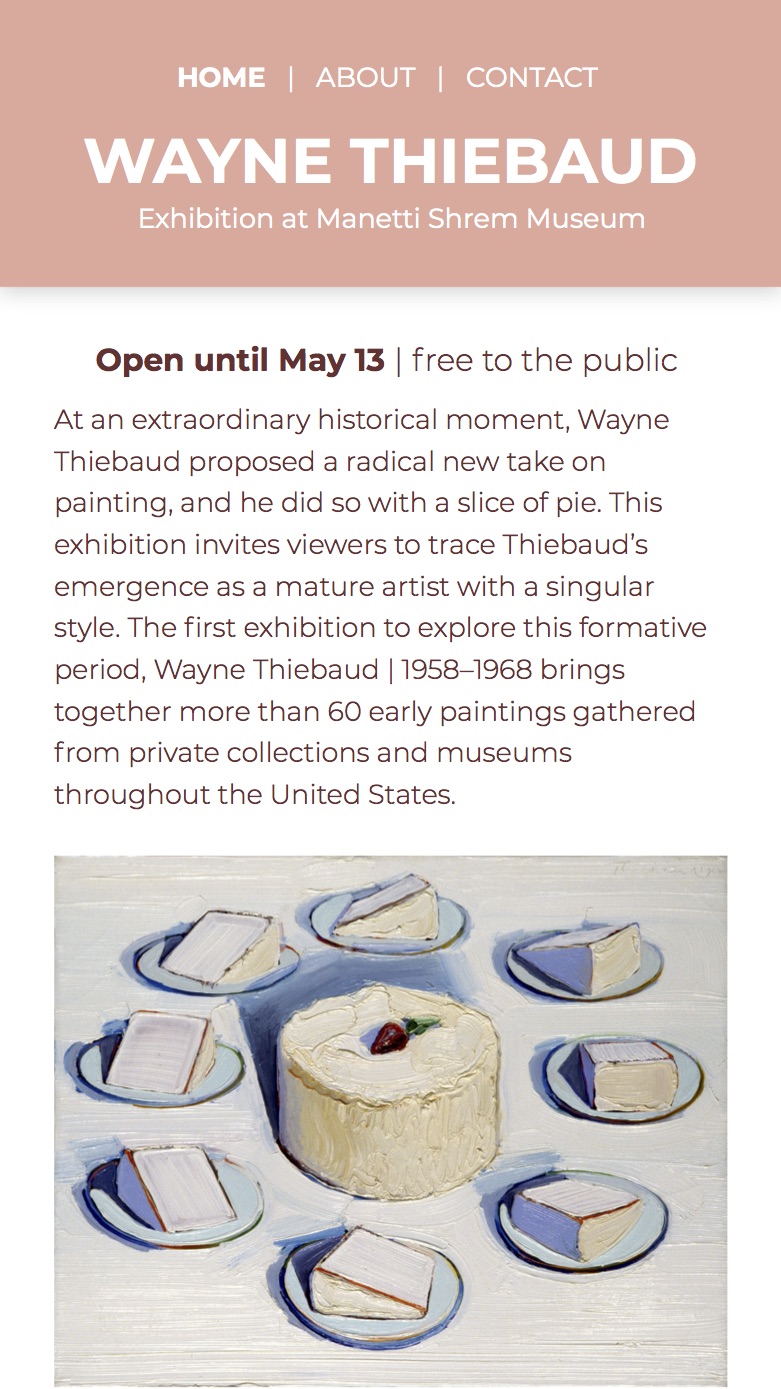 HOME | ABOUT | CONTACT
WAYNE THIEBAUD
Exhibition at Manetti Shrem Museum
Open until May 13 | free to the public
At an extraordinary historical moment, Wayne
Thiebaud proposed a radical new take on
painting, and he did so with a slice of pie. This
exhibition invites viewers to trace Thiebaud’s
emergence as a mature artist with a singular
style. The first exhibition to explore this formative
period, Wayne Thiebaud | 1958–1968 brings
together more than 60 early paintings gathered
from private collections and museums
throughout the United States.